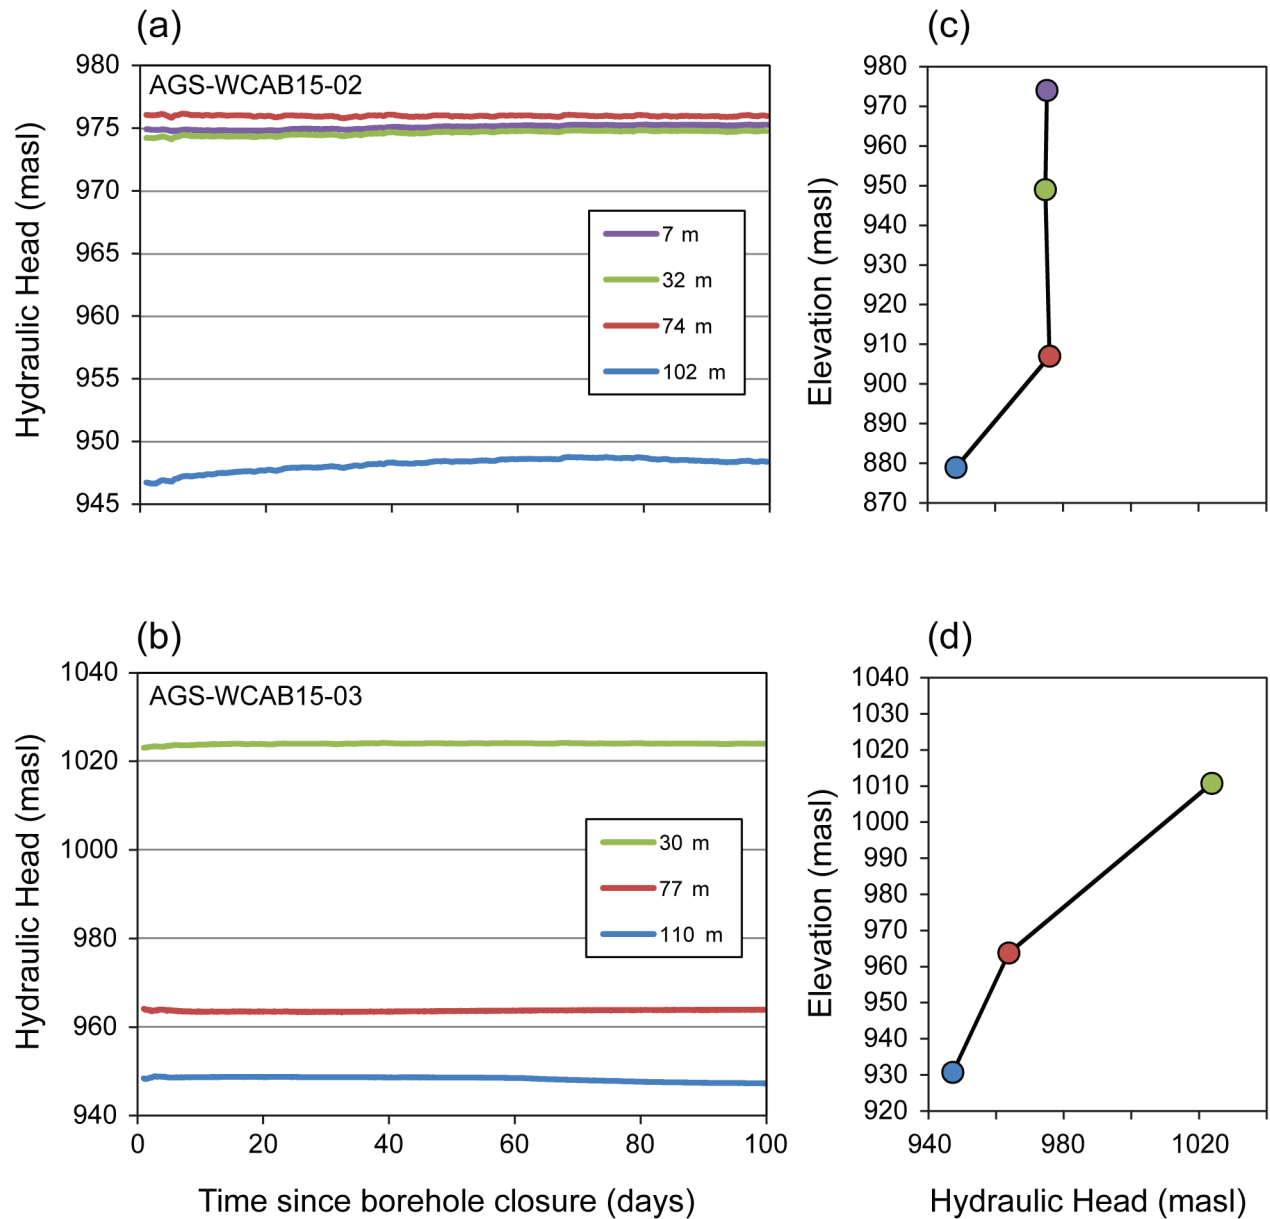 (a)
AGS-WCAB15-02
Hydraulic Head (masl)
980
975
970
965
960
955
950
945
7 m
32 m
74 m
102 m
(c)
Elevation (masl)
980
970
960
950
940
930
920
910
900
890
880
870
(b)
AGS-WCAB15-03
Hydraulic Head (masl)
1040
1020
1000
980
960
940
30 m
77 m
110 m
0
20
40
60
80
100
Time since borehole closure (days)
(d)
Elevation (masl)
1040
1030
1020
1010
1000
990
980
970
960
950
940
930
920
940
980
1020
Hydraulic Head (masl)